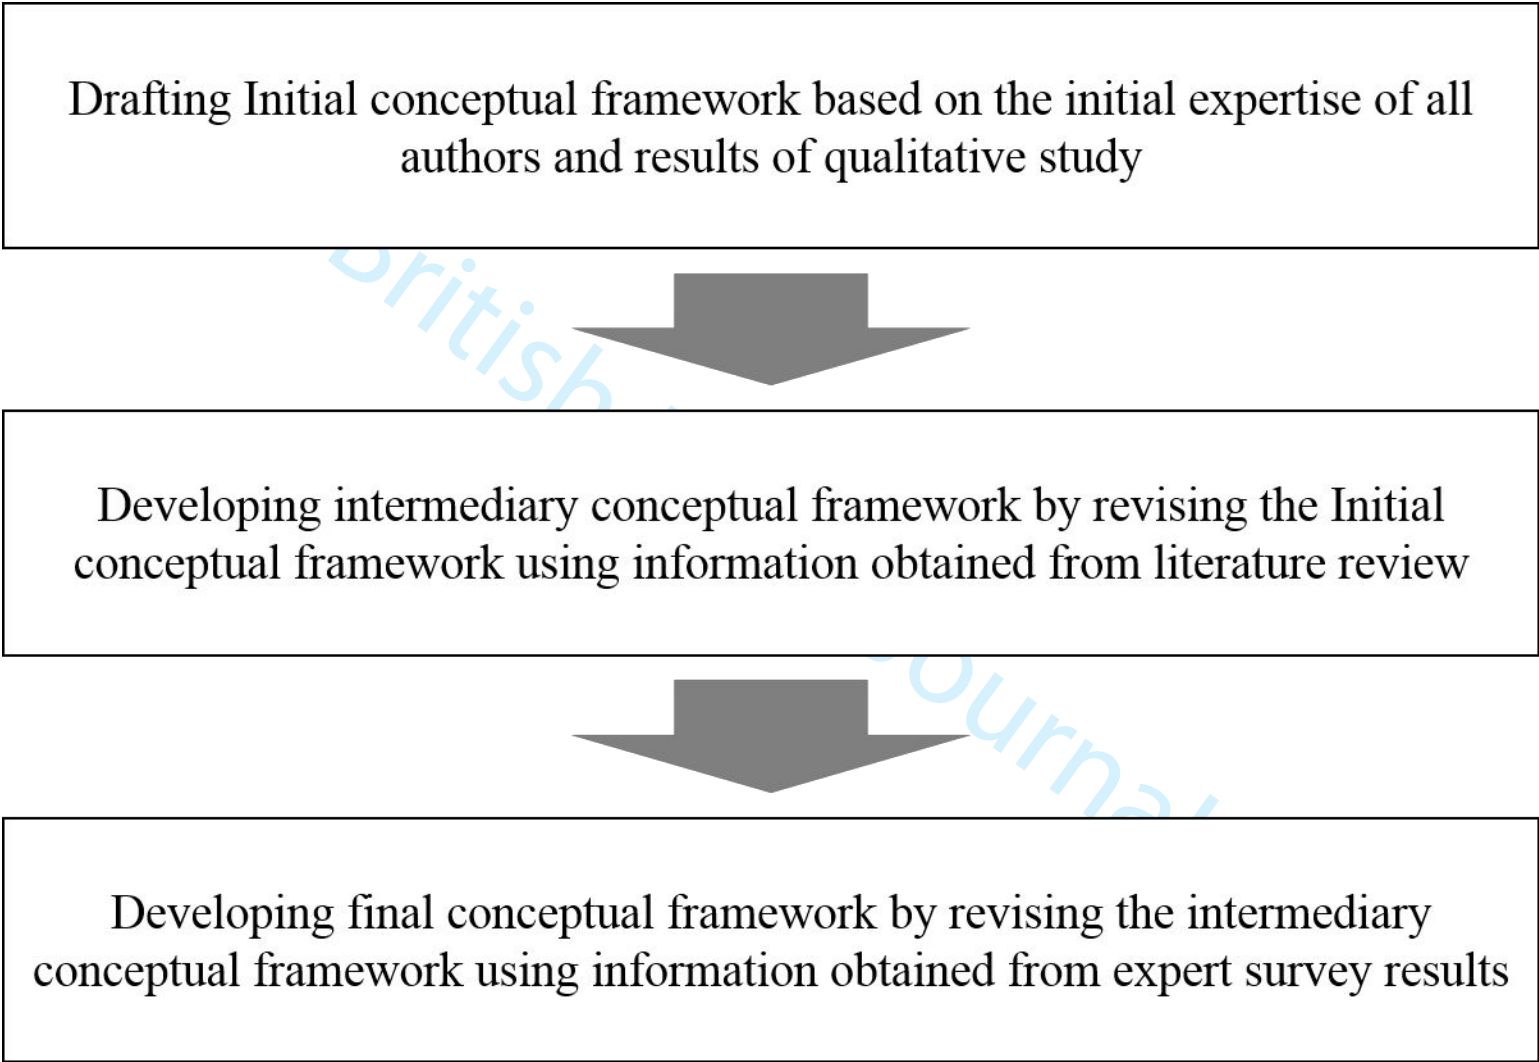 Drafting Initial conceptual framework based on the initial expertise of all
authors and results of qualitative study
British
Developing intermediary conceptual framework by revising the Initial
conceptual framework using information obtained from literature review
Journal
Developing final conceptual framework by revising the intermediary
conceptual framework using information obtained from expert survey results